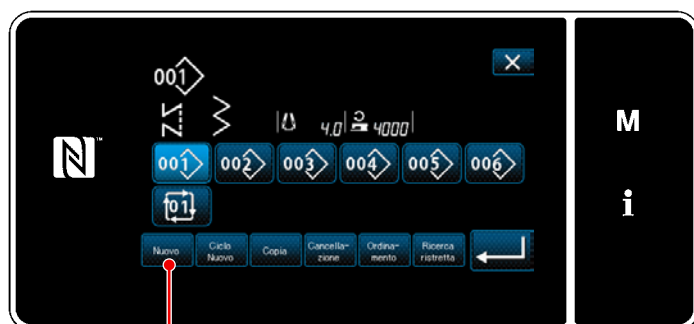 001
4.0 4000
M
001 002 003 004 005 006
01
i
Nuovo Ciclo Nuovo Copia Cancella-zione Ordina-mento Ricerca ristretta